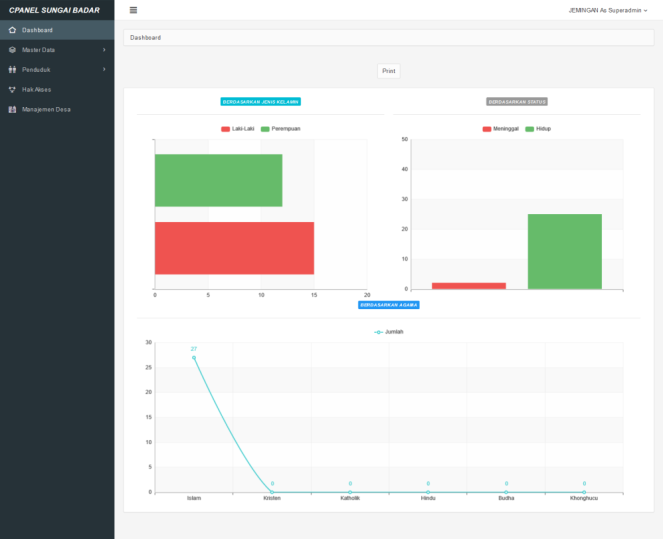 CPANEL SUNGAI BADAR
JEMINGAN As Superadmin
Dashboard
Master Data
Penduduk
Hak Akses
Manajemen Desa
Dashboard
Print
BERDASARKAN JENIS KELAMIN
Laki-Laki Perempuan
0 5 10 15 20
BERDASARKAN STATUS
Meninggal Hidup
50
40
30
20
10
0
BERDASARKAN AGAMA
Jumlah
30
25
20
15
10
5
0
27 0 0 0 0 0
Islam Kristen Katholik Hindu Budha Khonghucu